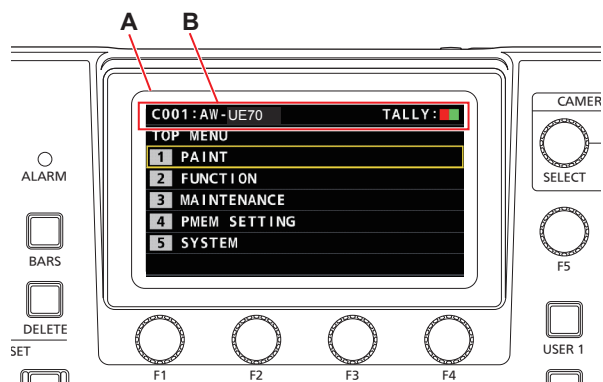 A B
C001:AW-UE70 TALLY:
TOP MENU
1 PAINT
2 FUNCTION
3 MAINTENANCE
4 PMEM SETTING
5 SYSTEM
ALARM
BARS
DELETE
SET
CAMER
SELECT
F5
USER 1
F1 F2 F3 F4